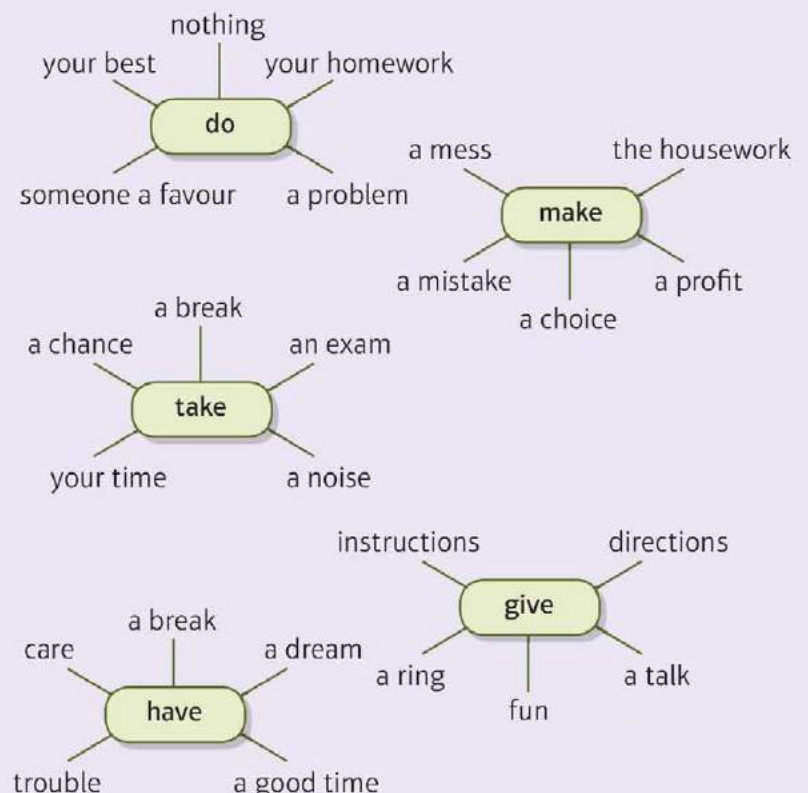 nothing
your best your homework
do
someone a favour a problem
a mess the housework
make
a mistake a profit
a choice
a break
a chance an exam
take
your time a noise
instructions directions
give
a ring a talk
fun
a break
care a dream
have
trouble a good time